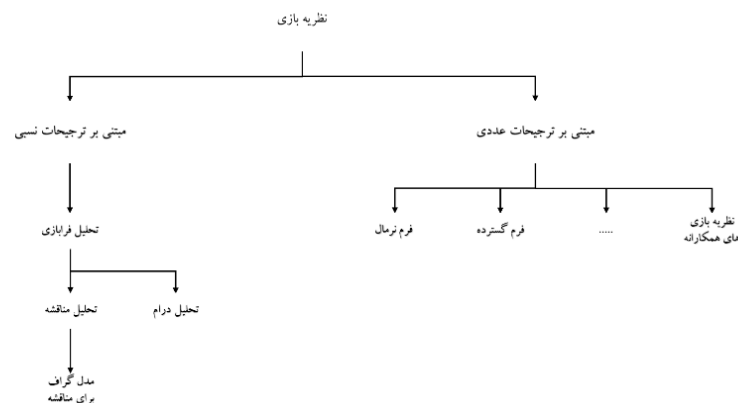 نظریه بازی
مبتنی بر ترجیحات عددی
مبتنی بر ترجیحات نسبی
نظریه بازی
های همکارانه
.....
فرم گسترده
فرم نرمال
تحلیل فرابازی
تحلیل درام
تحلیل مناقشه
مدل گراف
برای مناقشه